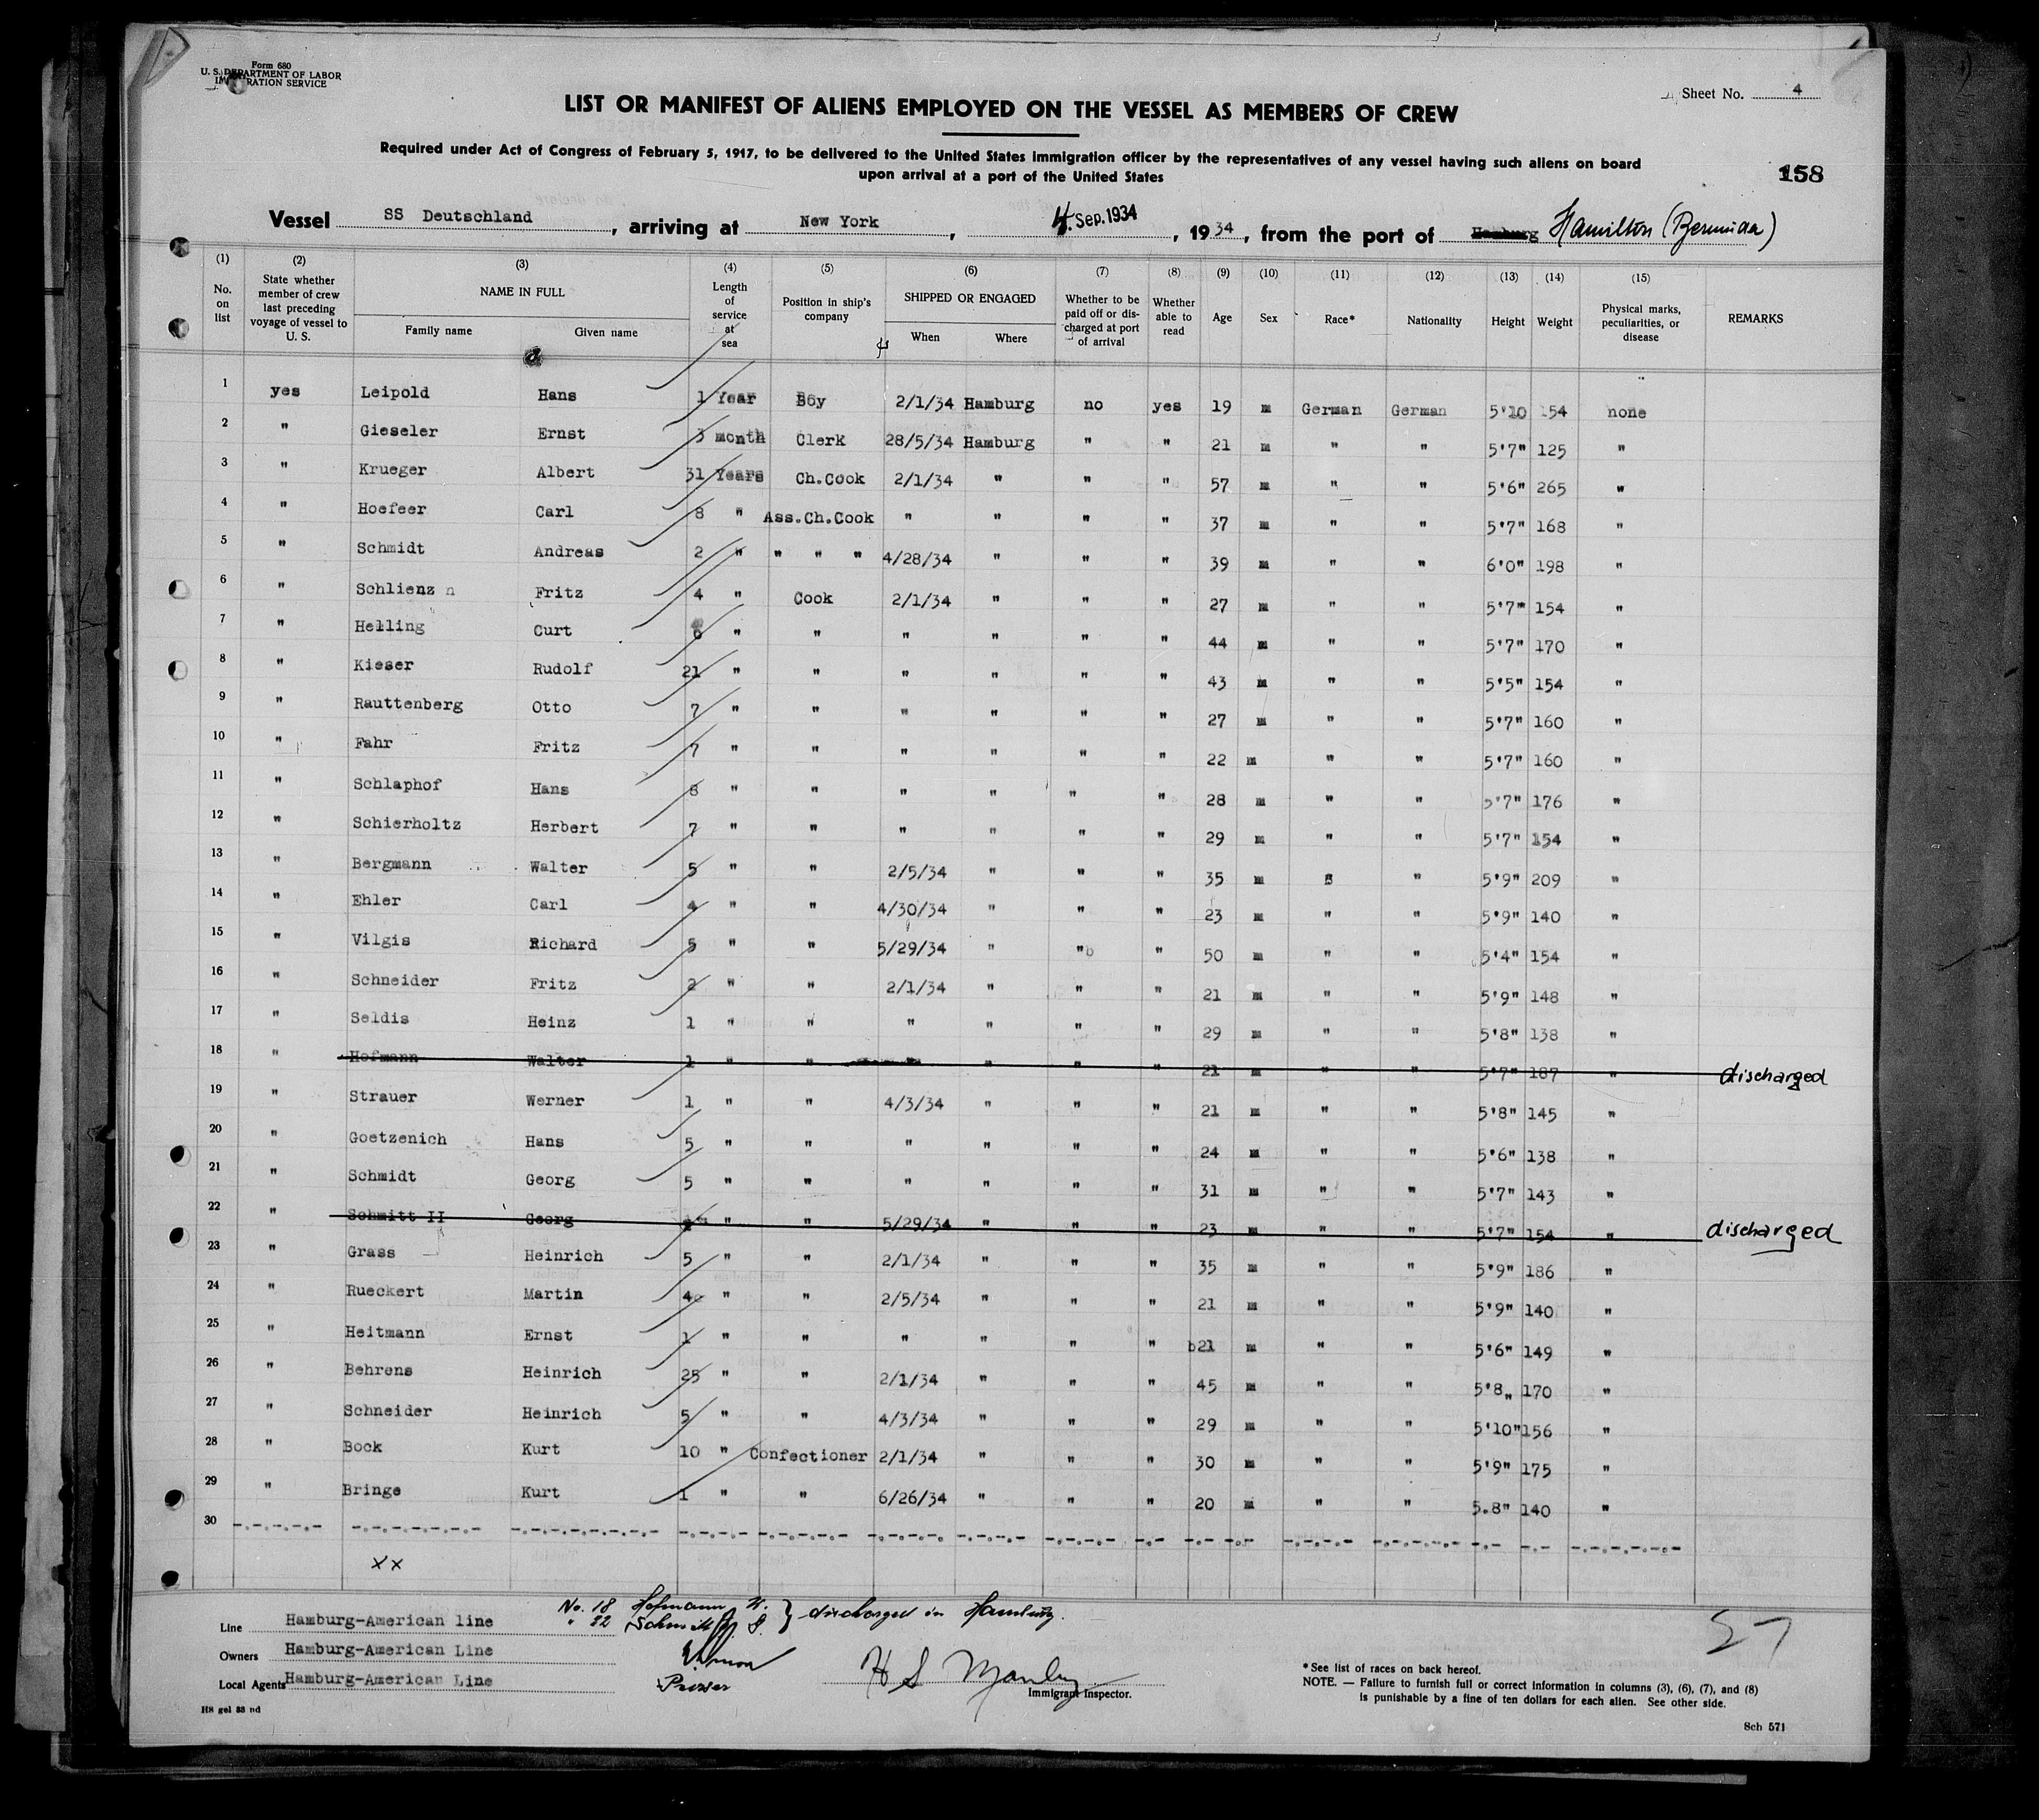 Form 680
U. S. DEPARTMENT OF LABOR
IMMIGRATION SERVICE
Sheet No. 4
LIST OR MANIFEST OF ALIENS EMPLOYED ON THE VESSEL AS MEMBERS OF CREW
Required under Act of Congress of February 5, 1917, to be delivered to the United States immigration officer by the representatives of any vessel having such aliens on board
upon arrival at a port of the United States
158
Vessel SS Deutschland, arriving at New York, 4. Sep. 1934, 1934, from the port of Hamburg Hamilton (Bermuda)
(1) (2) (3) (4) (5) (6) (7) (8) (9) (10) (11) (12) (13) (14) (15)
No. on list | State whether member of crew last preceding voyage of vessel to U. S. | NAME IN FULL Family name Given name | Length of service at sea | Position in ship's company | SHIPPED OR ENGAGED When Where | Whether to be paid off or discharged at port of arrival | Whether able to read | Age | Sex | Race* | Nationality | Height | Weight | Physical marks, peculiarities, or disease | REMARKS
1 yes Leipold Hans 1 Year Boy 2/1/34 Hamburg no yes 19 m German German 5'10 154 none
2 " Gieseler Ernst 3 month Clerk 28/5/34 Hamburg " " 21 m " " 5'7" 125 "
3 " Krueger Albert 31 Years Ch.Cook 2/1/34 " " " 57 m " " 5'6" 265 "
4 " Hoefeer Carl 8 " Ass.Ch.Cook " " " " 37 m " " 5'7" 168 "
5 " Schmidt Andreas 2 " " " " 4/28/34 " " " 39 m " " 6'0" 198 "
6 " Schlienz n Fritz 4 " Cook 2/1/34 " " " 27 m " " 5'7" 154 "
7 " Helling Curt 6 " " " " " " 44 m " " 5'7" 170 "
8 " Kieser Rudolf 21 " " " " " " 43 m " " 5'5" 154 "
9 " Rauttenberg Otto 7 " " " " " " 27 m " " 5'7" 160 "
10 " Fahr Fritz 7 " " " " " " 22 m " " 5'7" 160 "
11 " Schlaphof Hans 8 " " " " " " 28 m " " 5'7" 176 "
12 " Schierholtz Herbert 7 " " " " " " 29 m " " 5'7" 154 "
13 " Bergmann Walter 5 " " 2/5/34 " " " 35 m " " 5'9" 209 "
14 " Ehler Carl 4 " " 4/30/34 " " " 23 m " " 5'9" 140 "
15 " Vilgis Richard 5 " " 5/29/34 " "b " 50 m " " 5'4" 154 "
16 " Schneider Fritz 2 " " 2/1/34 " " " 21 m " " 5'9" 148 "
17 " Seldis Heinz 1 " " " " " " 29 m " " 5'8" 138 "
18 " Hofmann Walter 1 " " " " " " 21 m " " 5'7" 187 " discharged
19 " Strauer Werner 1 " " 4/3/34 " " " 21 m " " 5'8" 145 "
20 " Goetzenich Hans 5 " " " " " " 24 m " " 5'6" 138 "
21 " Schmidt Georg 5 " " " " " " 31 m " " 5'7" 143 "
22 " Schmitt II Georg " " 5/29/34 " " " 23 m " " 5'7" 154 " discharged
23 " Grass Heinrich 5 " " 2/1/34 " " " 35 m " " 5'9" 186 "
24 " Rueckert Martin 4 " " 2/5/34 " " " 21 m " " 5'9" 140 "
25 " Heitmann Ernst 1 " " " " " " b21 m " " 5'6" 149 "
26 " Behrens Heinrich 25 " " 2/1/34 " " " 45 m " " 5'8" 170 "
27 " Schneider Heinrich 5 " " 4/3/34 " " " 29 m " " 5'10" 156 "
28 " Bock Kurt 10 " Confectioner 2/1/34 " " " 30 m " " 5'9" 175 "
29 " Bringe Kurt 1 " " 6/26/34 " " " 20 m " " 5.8" 140 "
30
xx
No. 18 Hofmann W. } discharged in Hamburg.
" 22 Schmitt II G.
Line Hamburg-American line
Owners Hamburg-American Line
Local Agents Hamburg-American Line
H S Manley
Immigrant Inspector.
27
*See list of races on back hereof.
NOTE. — Failure to furnish full or correct information in columns (3), (6), (7), and (8)
is punishable by a fine of ten dollars for each alien. See other side.
H8 gel 33 nd
Sch 571